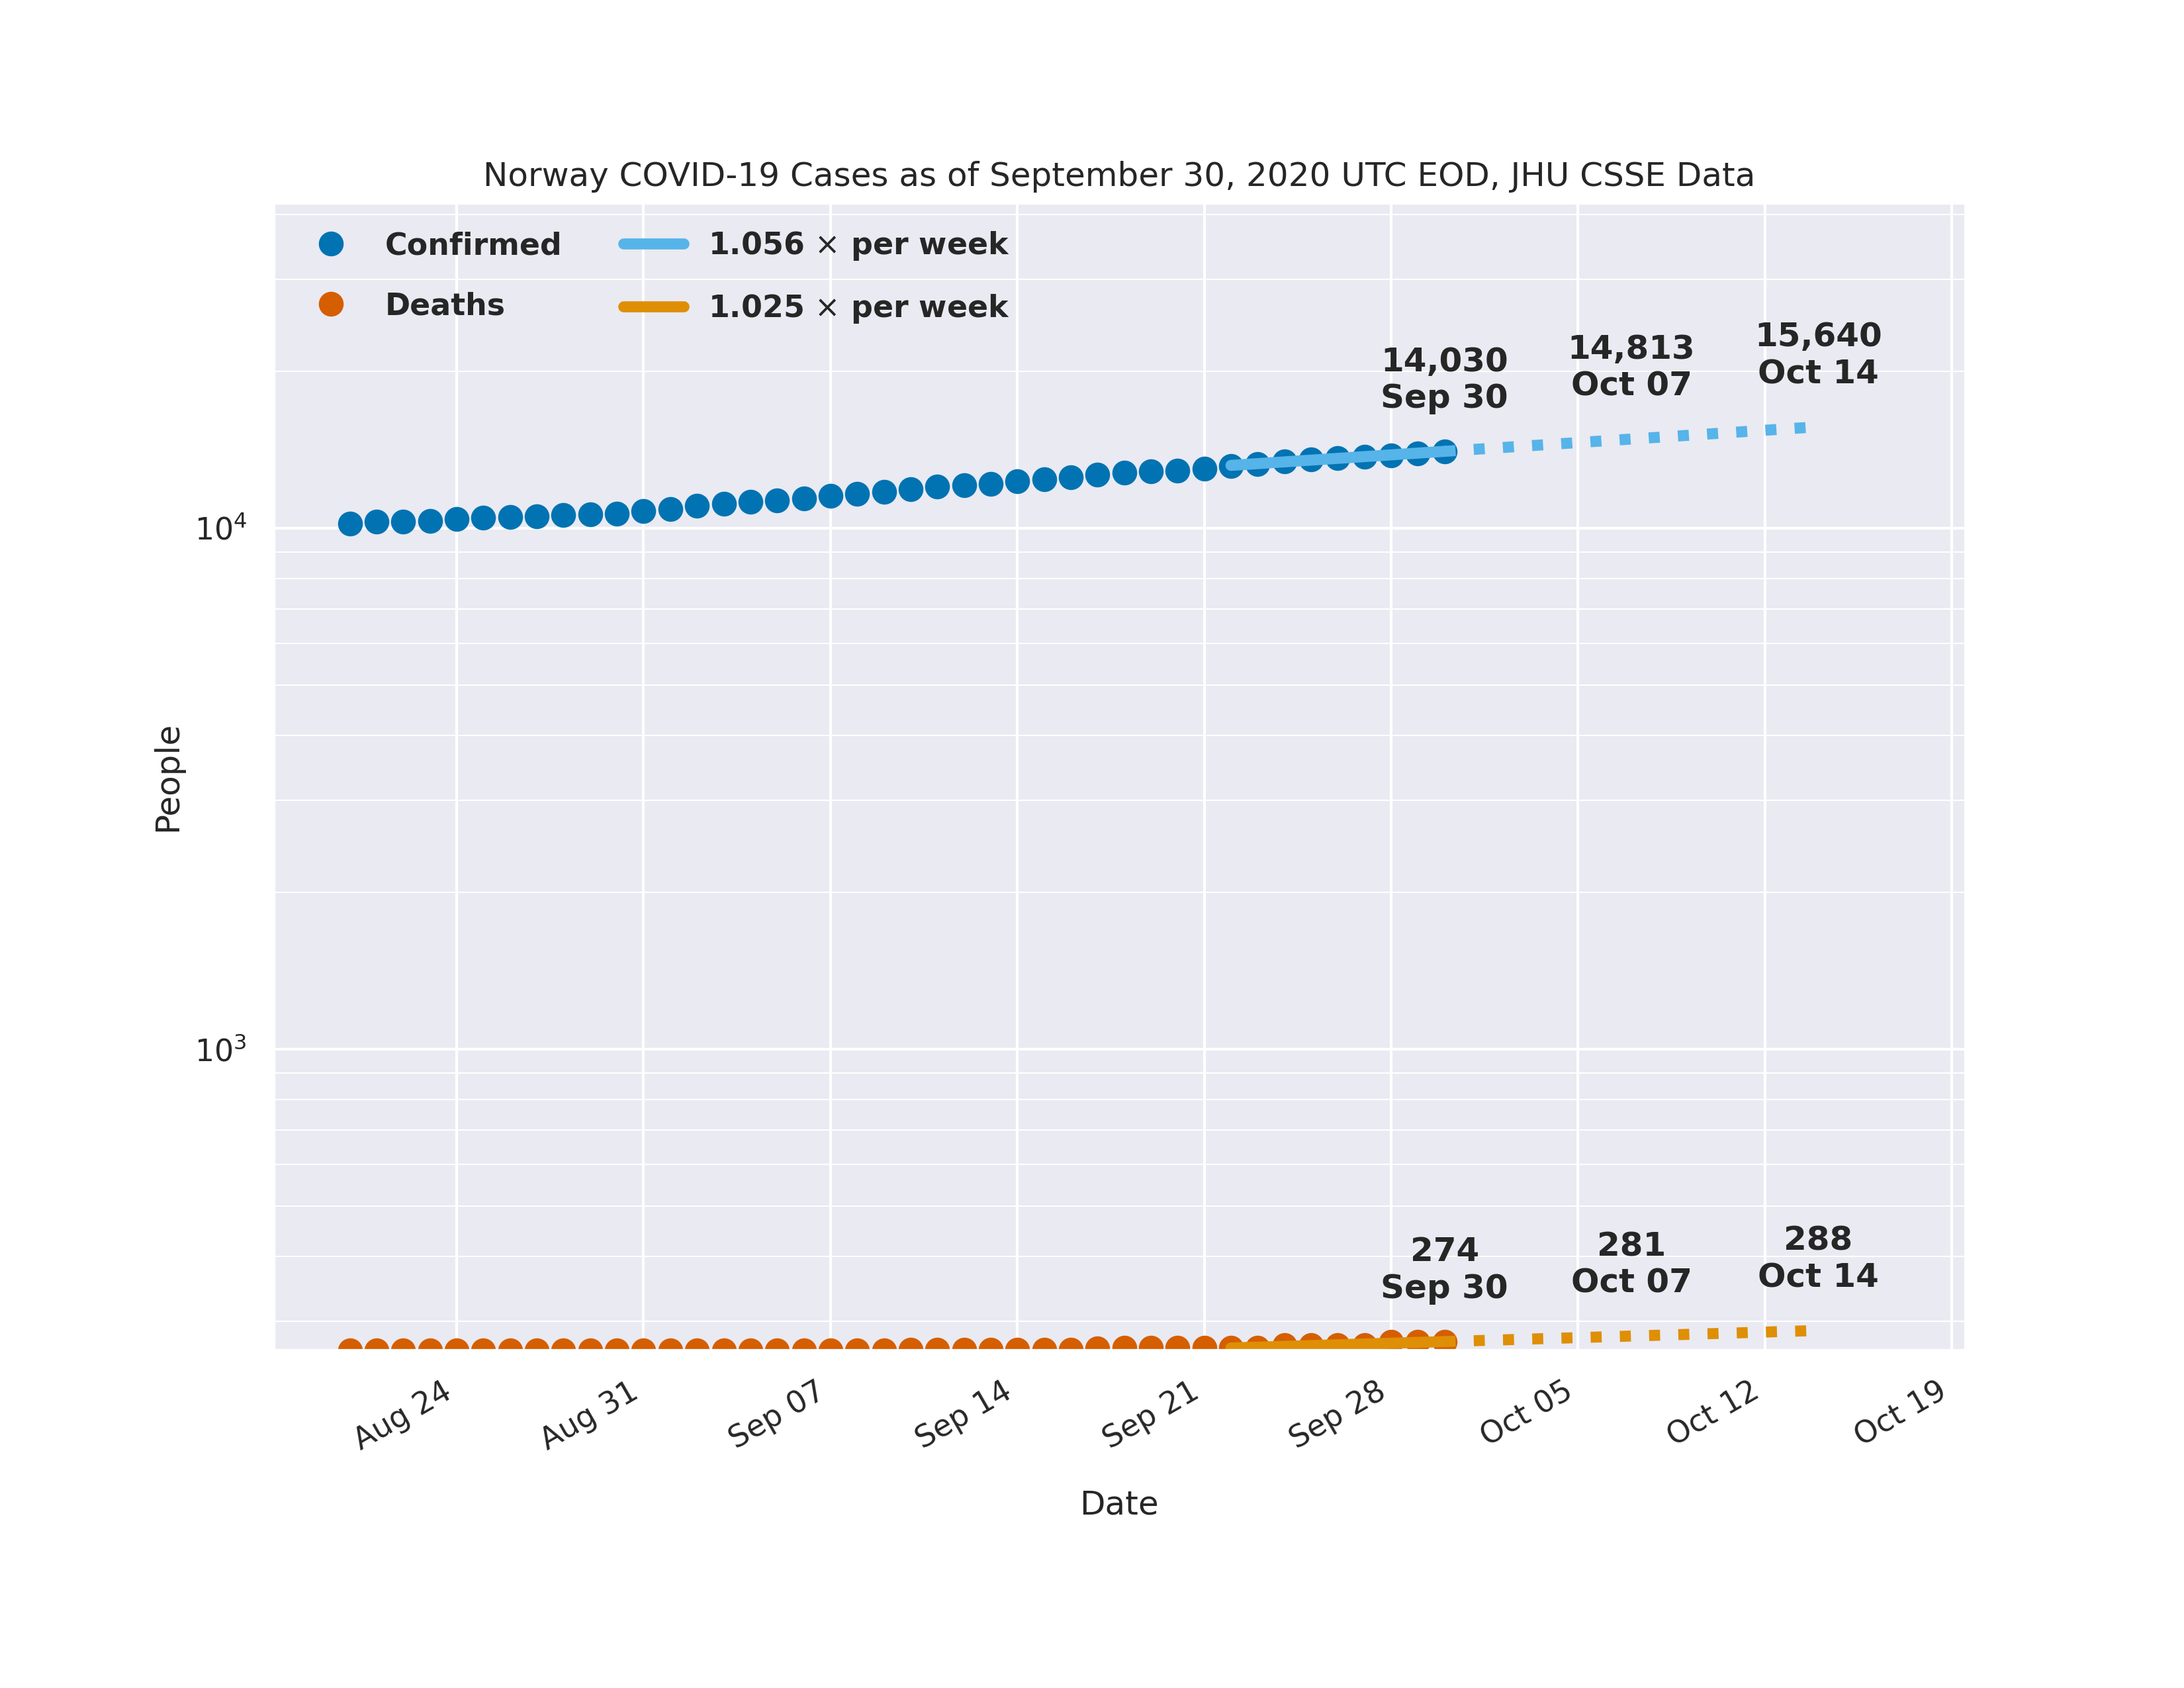 Norway COVID-19 Cases as of September 30, 2020 UTC EOD, JHU CSSE Data
Confirmed
Deaths
1.056 × per week
1.025 × per week
14,030
Sep 30
14,813
Oct 07
15,640
Oct 14
10⁴
10³
People
274
Sep 30
281
Oct 07
288
Oct 14
Aug 24
Aug 31
Sep 07
Sep 14
Sep 21
Sep 28
Oct 05
Oct 12
Oct 19
Date